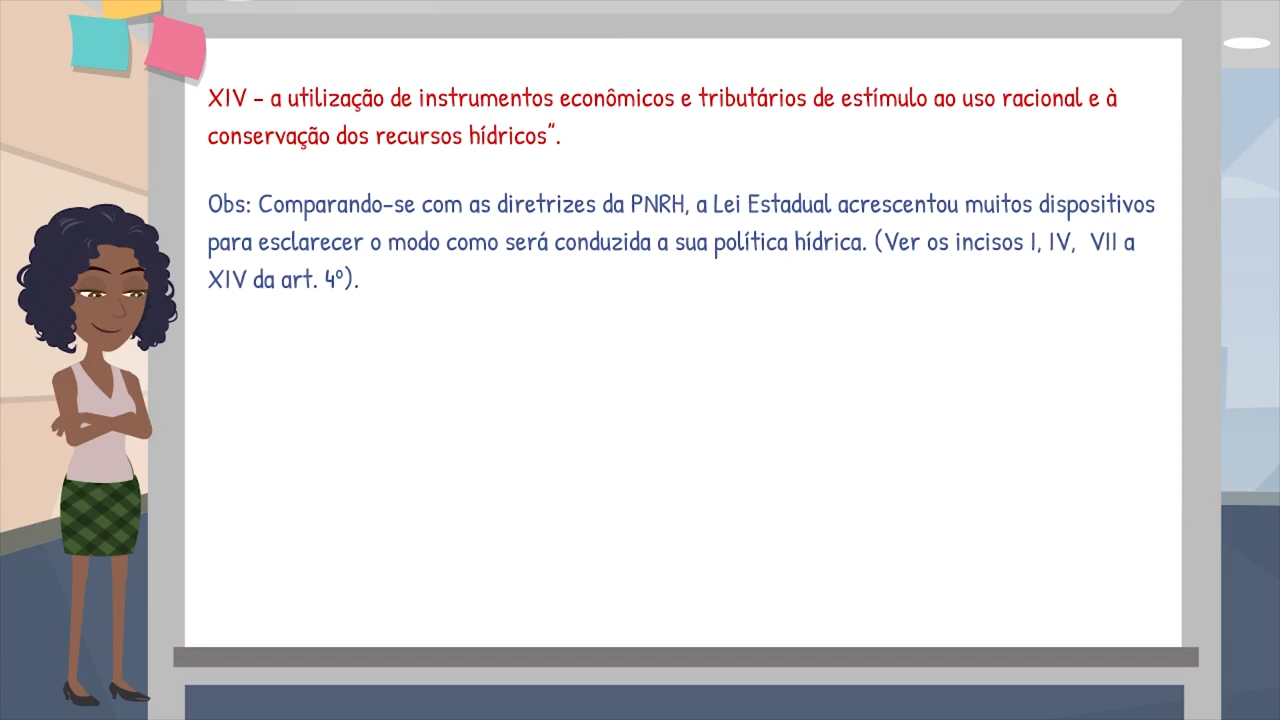 XIV – a utilização de instrumentos econômicos e tributários de estímulo ao uso racional e à
conservação dos recursos hídricos”.
Obs: Comparando-se com as diretrizes da PNRH, a Lei Estadual acrescentou muitos dispositivos
para esclarecer o modo como será conduzida a sua política hídrica. (Ver os incisos I, IV, VII a
XIV da art. 4º).